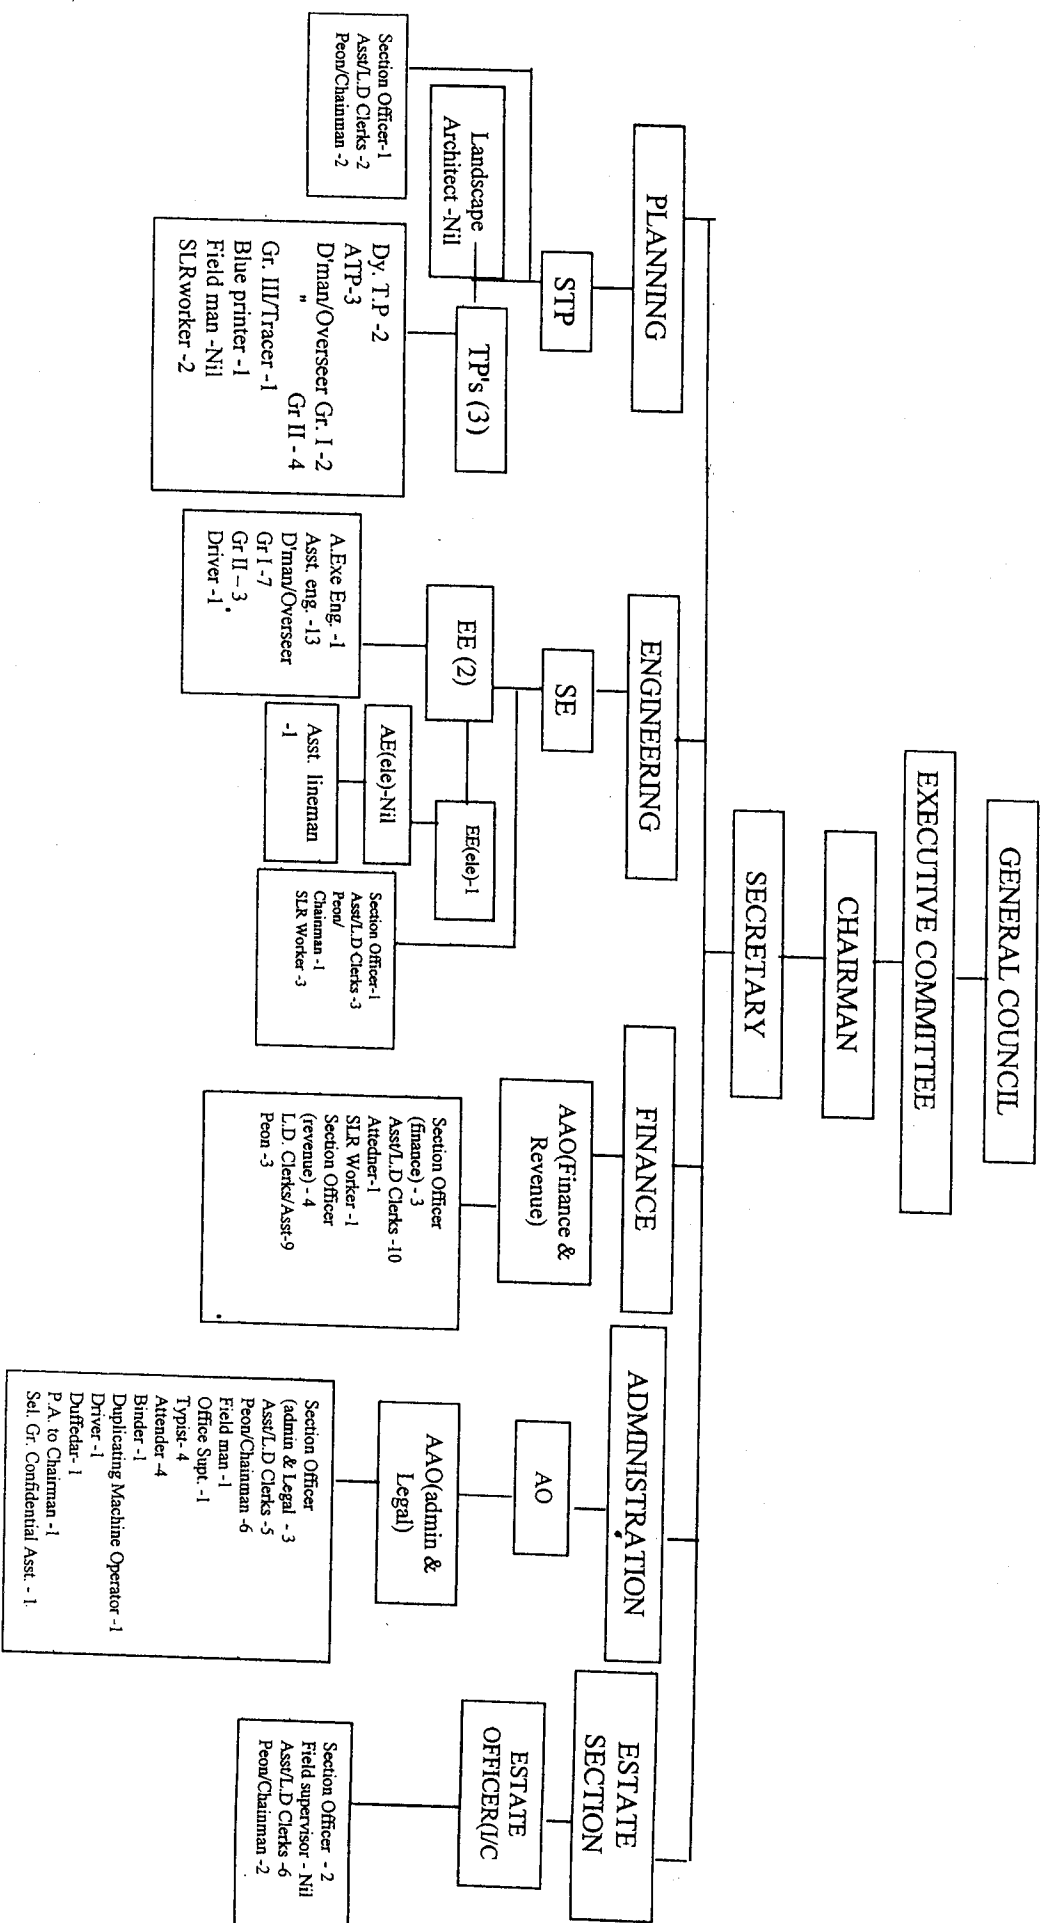 GENERAL COUNCIL
EXECUTIVE COMMITTEE
CHAIRMAN
SECRETARY
PLANNING
STP
Landscape
Architect -Nil
TP's (3)
Section Officer-1
Asst/L.D Clerks -2
Peon/Chainman -2
Dy. T.P -2
ATP-3
D'man/Overseer Gr. I -2
" Gr II - 4
Gr. III/Tracer -1
Blue printer -1
Field man -Nil
SLRworker -2
ENGINEERING
SE
EE (2)
EE(ele)-1
AE(ele)-Nil
Asst. lineman
-1
A.Exe Eng. -1
Asst. eng. -13
D'man/Overseer
Gr I -7
Gr II – 3
Driver -1
Section Officer-1
Asst/L.D Clerks -3
Peon/
Chainman -1
SLR Worker -3
FINANCE
AAO(Finance &
Revenue)
Section Officer
(finance) - 3
Asst/L.D Clerks -10
Attedner-1
SLR Worker -1
Section Officer
(revenue) - 4
L.D. Clerks/Asst-9
Peon -3
ADMINISTRATION
AO
AAO(admin &
Legal)
Section Officer
(admin & Legal - 3
Asst/L.D Clerks -5
Peon/Chainman -6
Field man -1
Office Supt. -1
Typist- 4
Attender -4
Binder -1
Duplicating Machine Operator -1
Driver -1
Duffedar- 1
P.A. to Chairman -1
Sel. Gr. Confidential Asst. - 1.
ESTATE
SECTION
ESTATE
OFFICER(I/C
Section Officer - 2
Field supervisor - Nil
Asst/L.D Clerks -6
Peon/Chainman -2